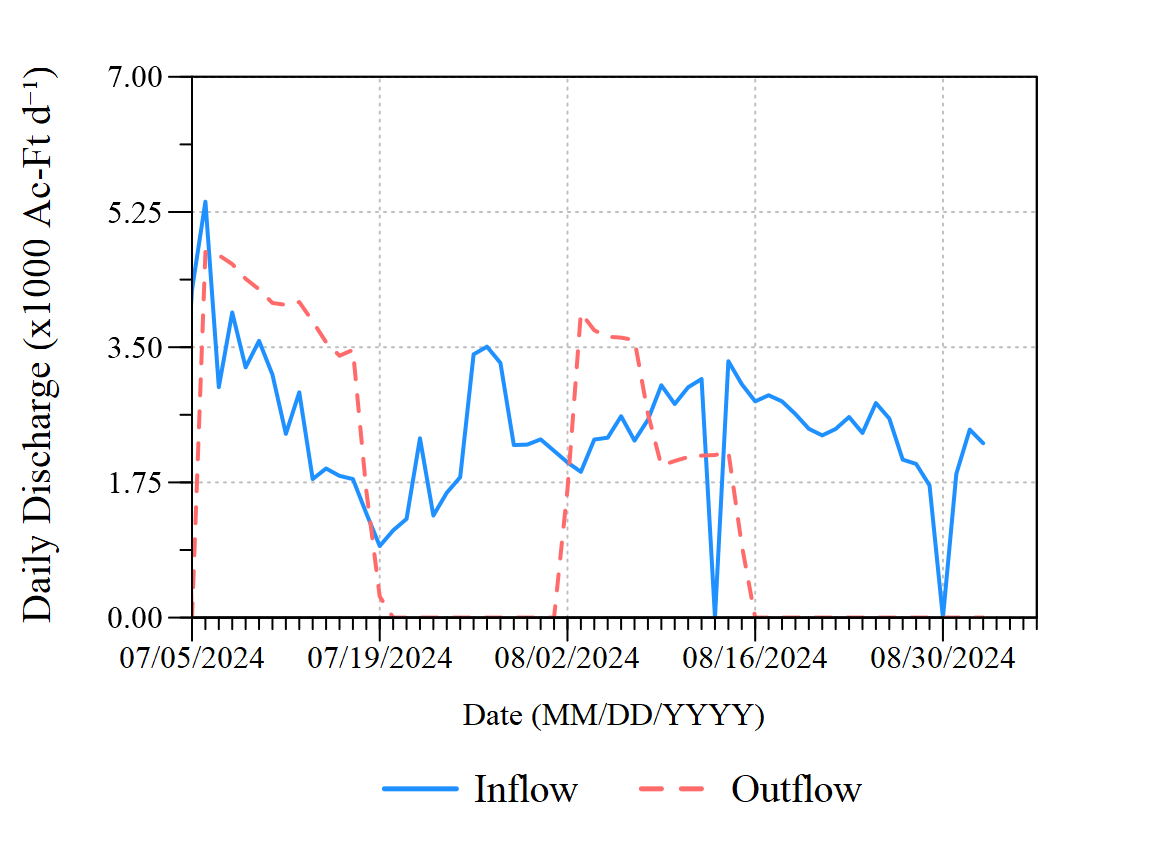 Daily Discharge (x1000 Ac-Ft d⁻¹)
7.00
5.25
3.50
1.75
0.00
07/05/2024 07/19/2024 08/02/2024 08/16/2024 08/30/2024
Date (MM/DD/YYYY)
Inflow Outflow